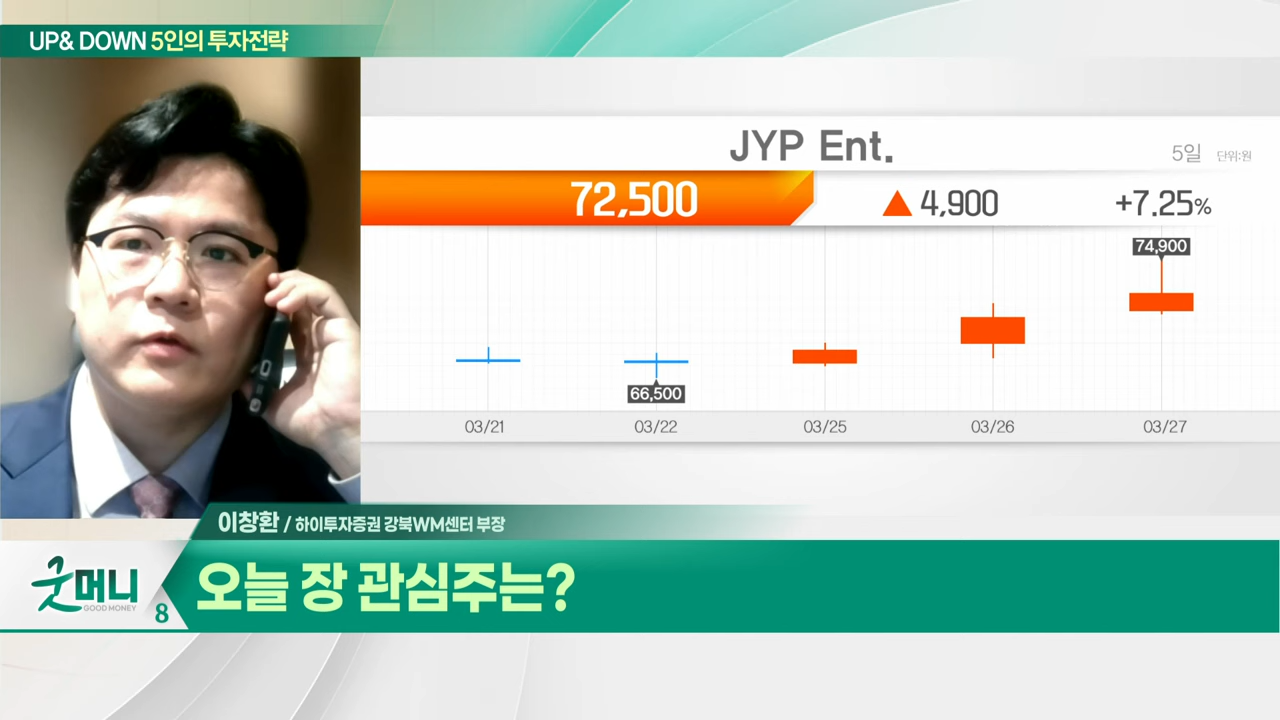 UP& DOWN 5인의 투자전략
JYP Ent.
5일 단위:원
72,500 ▲ 4,900 +7.25%
74,900
66,500
03/21 03/22 03/25 03/26 03/27
이창환 / 하이투자증권 강북WM센터 부장
굿머니
GOOD MONEY
8
오늘 장 관심주는?